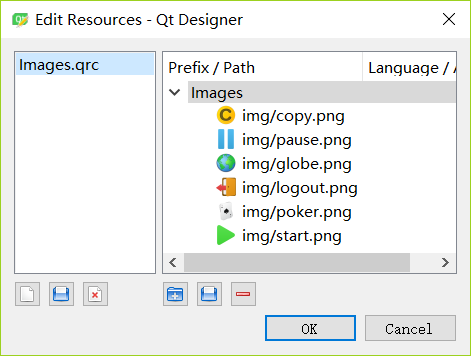 Edit Resources - Qt Designer
Images.qrc
Prefix / Path
Language / A
Images
img/copy.png
img/pause.png
img/globe.png
img/logout.png
img/poker.png
img/start.png
OK
Cancel